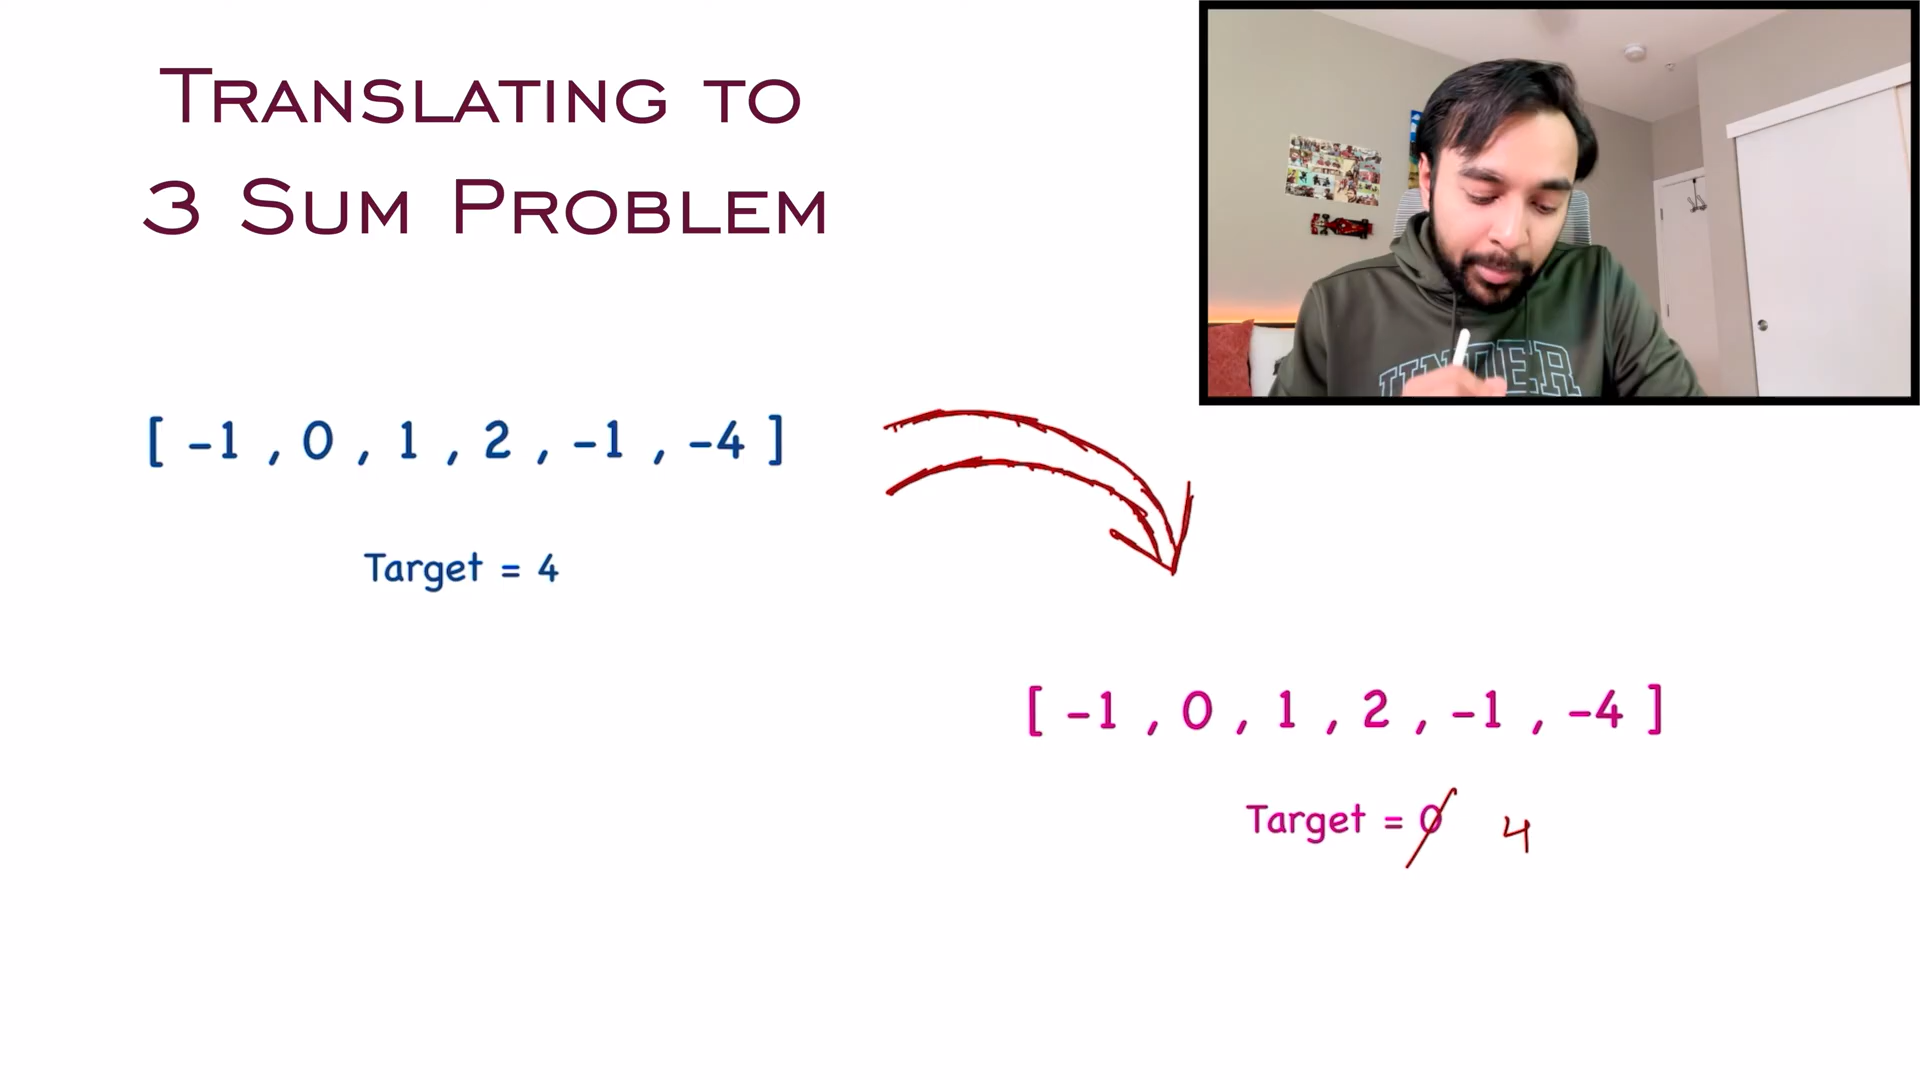 TRANSLATING TO
3 SUM PROBLEM
UNDER
[ -1 , 0 , 1 , 2 , -1 , -4 ]
Target = 4
[ -1 , 0 , 1 , 2 , -1 , -4 ]
Target = 0 4